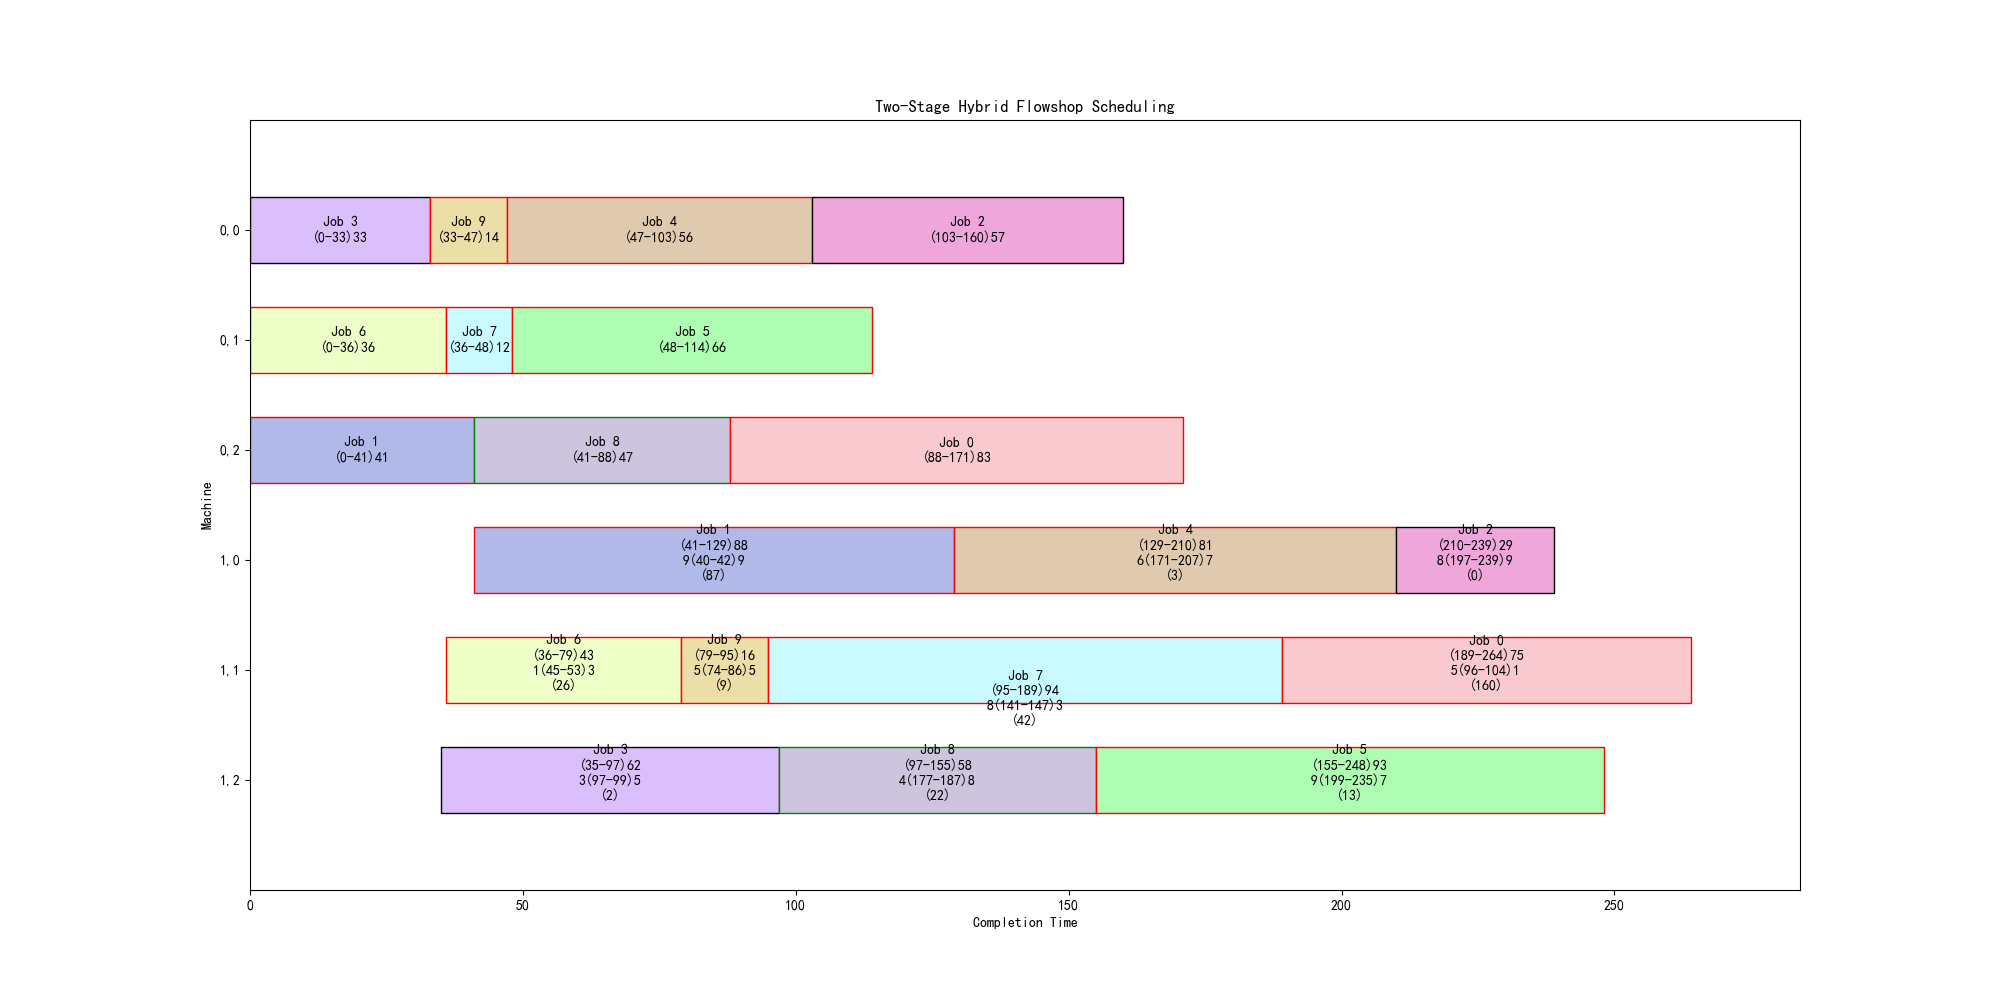 Two-Stage Hybrid Flowshop Scheduling
0,0
Job 3
(0-33)33
Job 9
(33-47)14
Job 4
(47-103)56
Job 2
(103-160)57
0,1
Job 6
(0-36)36
Job 7
(36-48)12
Job 5
(48-114)66
0,2
Job 1
(0-41)41
Job 8
(41-88)47
Job 0
(88-171)83
Machine
1,0
Job 1
(41-129)88
9(40-42)9
(87)
Job 4
(129-210)81
6(171-207)7
(3)
Job 2
(210-239)29
8(197-239)9
(0)
1,1
Job 6
(36-79)43
1(45-53)3
(26)
Job 9
(79-95)16
5(74-86)5
(9)
Job 7
(95-189)94
8(141-147)3
(42)
Job 0
(189-264)75
5(96-104)1
(160)
1,2
Job 3
(35-97)62
3(97-99)5
(2)
Job 8
(97-155)58
4(177-187)8
(22)
Job 5
(155-248)93
9(199-235)7
(13)
0
50
100
150
200
250
Completion Time